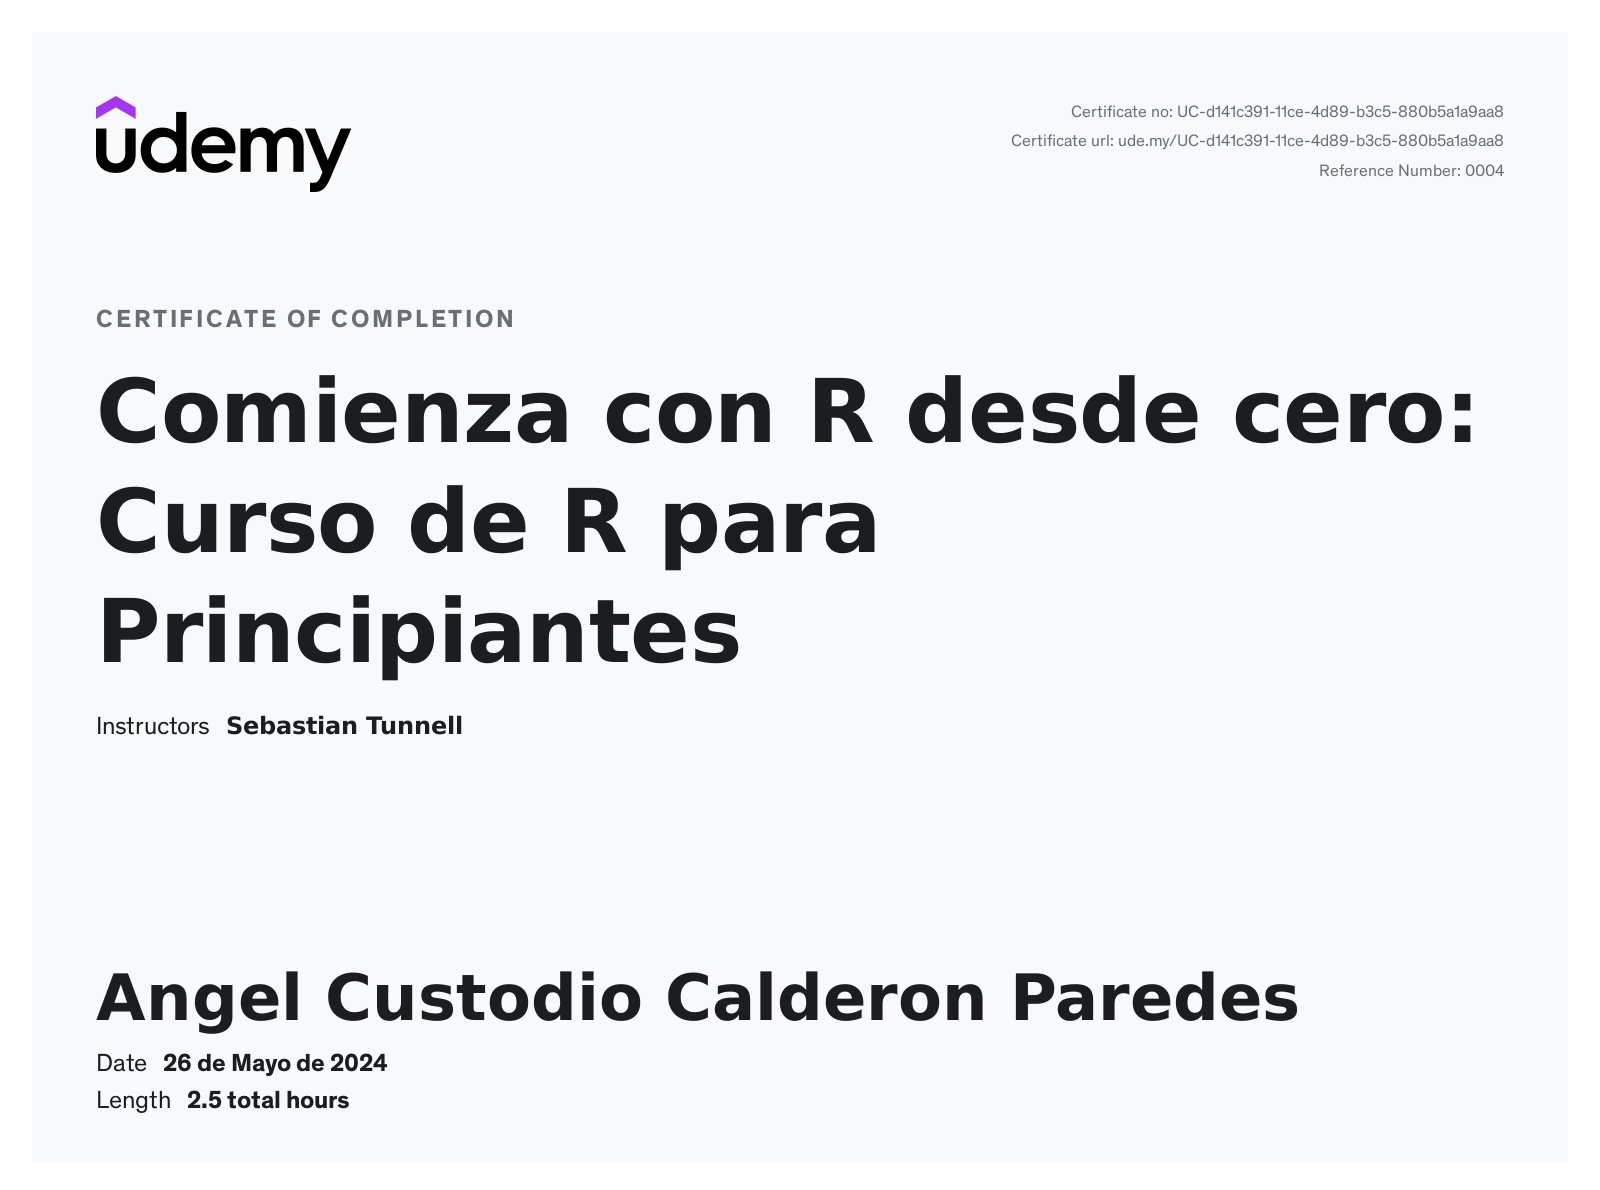 udemy
Certificate no: UC-d141c391-11ce-4d89-b3c5-880b5a1a9aa8
Certificate url: ude.my/UC-d141c391-11ce-4d89-b3c5-880b5a1a9aa8
Reference Number: 0004
CERTIFICATE OF COMPLETION
Comienza con R desde cero:
Curso de R para
Principiantes
Instructors Sebastian Tunnell
Angel Custodio Calderon Paredes
Date 26 de Mayo de 2024
Length 2.5 total hours